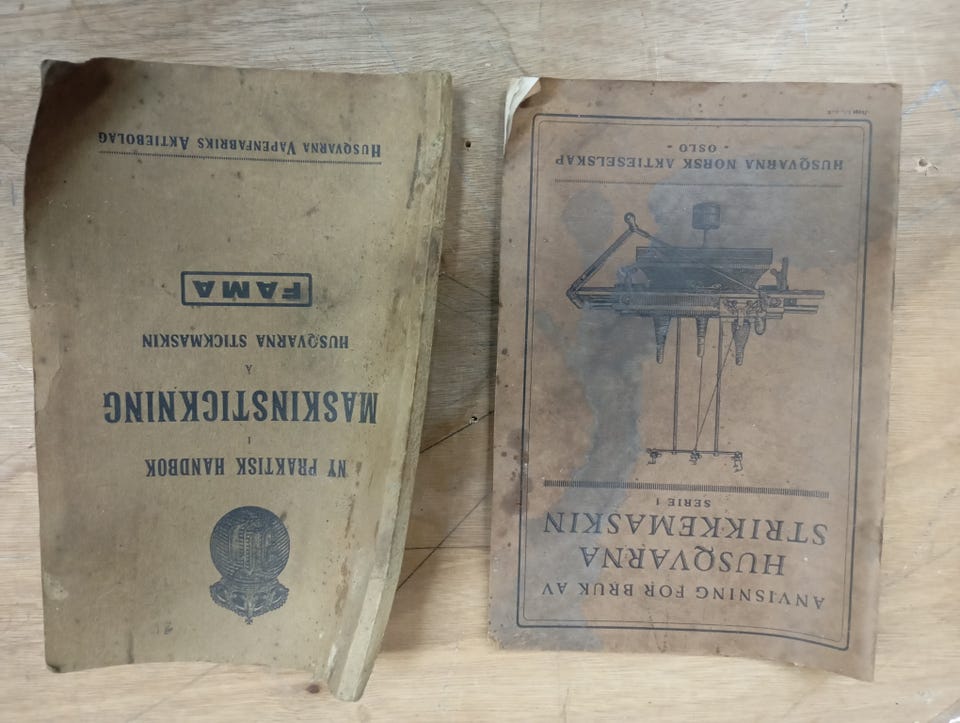 NY PRAKTISK HANDBOK
I
MASKINSTICKNING
Å
HUSQVARNA STICKMASKIN
FAMA
HUSQVARNA VAPENFABRIKS AKTIEBOLAG
ANVISNING FOR BRUK AV
HUSQVARNA
STRIKKEMASKIN
SERIE 1
HUSQVARNA NORSK AKTIESELSKAP
- OSLO -